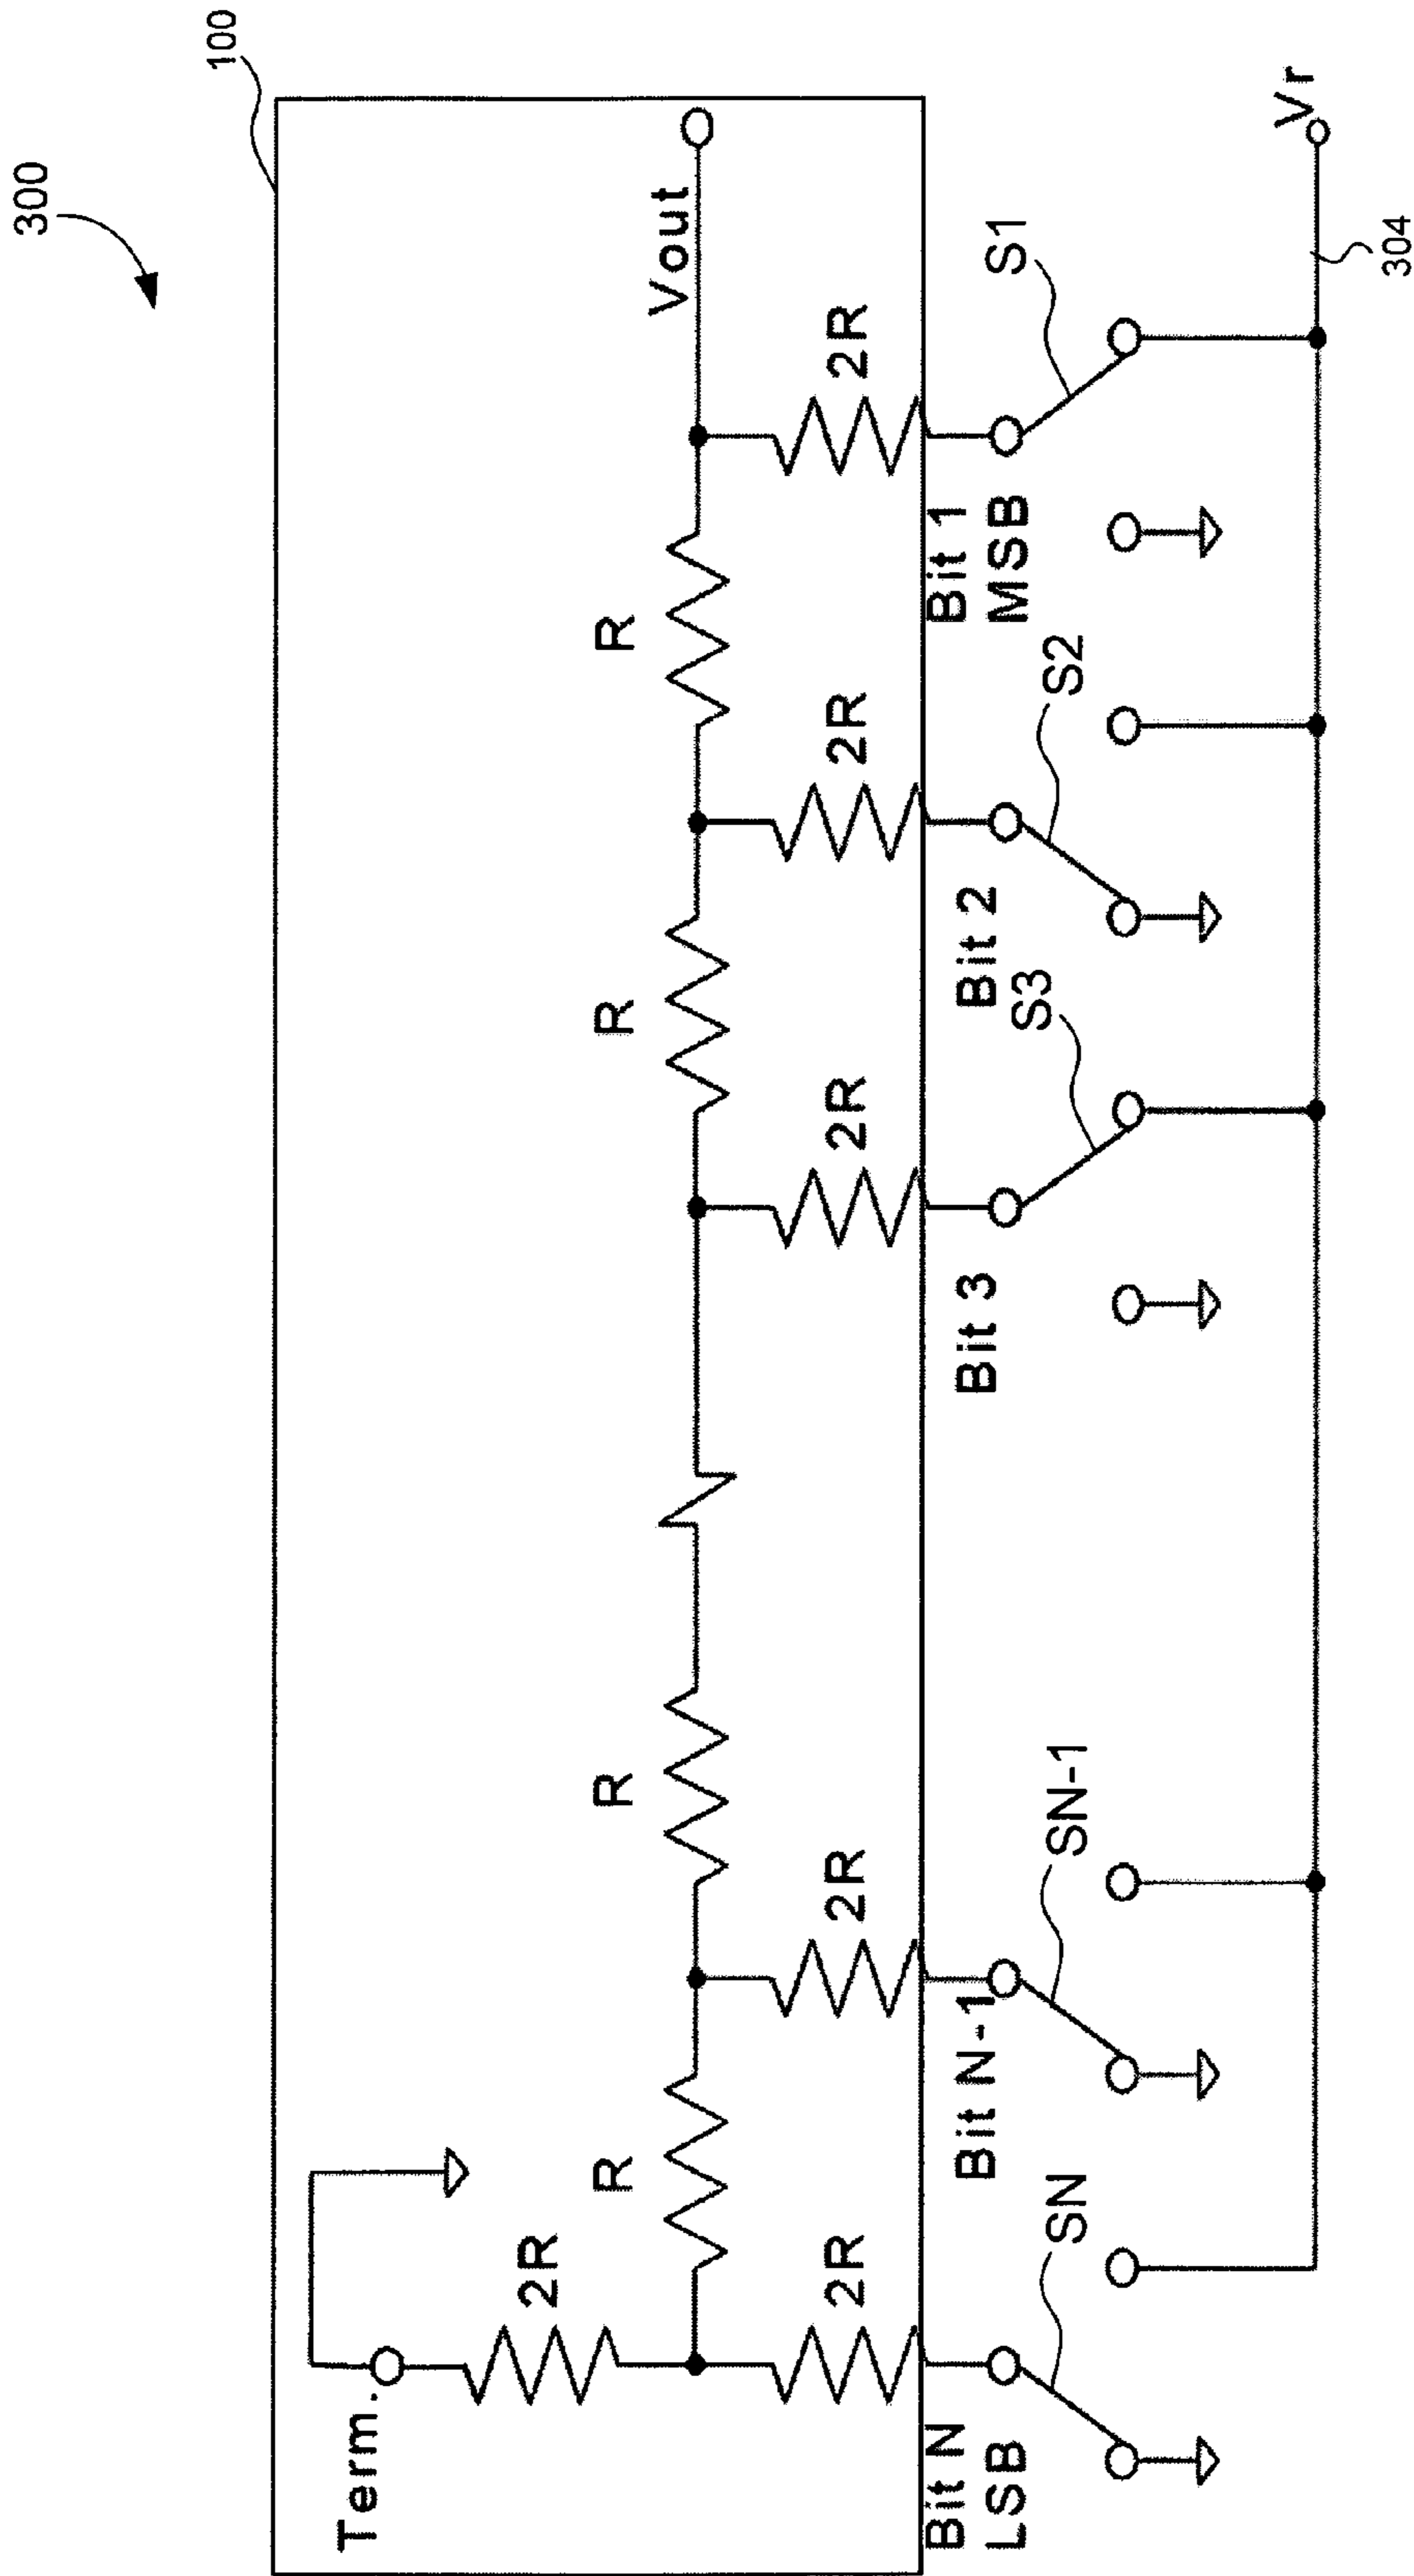 300
100
Term.
2R
R
R
R
R
Vout
2R
2R
2R
2R
2R
Bit N
LSB
Bit N-1
Bit 3
Bit 2
Bit 1
MSB
SN
SN-1
S3
S2
S1
Vr
304